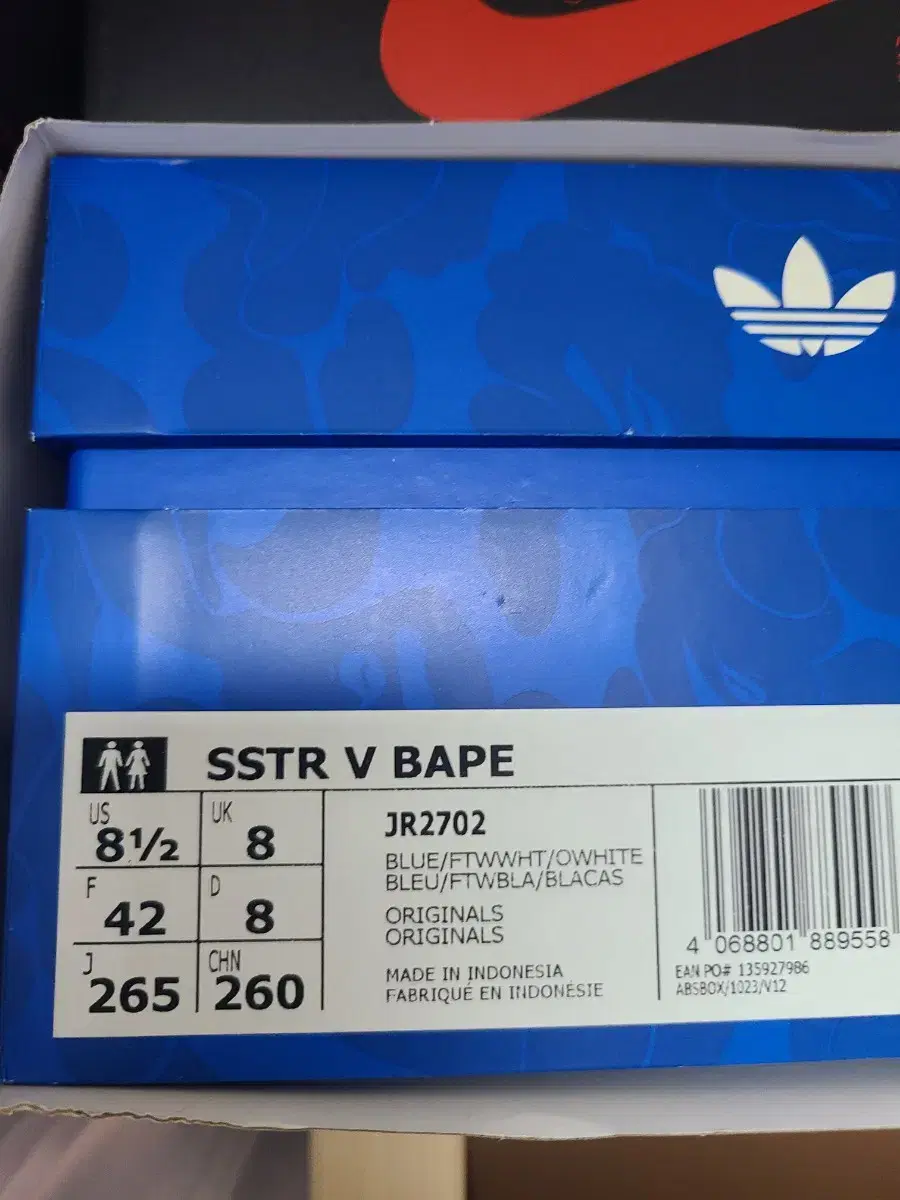 SSTR V BAPE
US
8½
UK
8
F
42
D
8
J
265
CHN
260
JR2702
BLUE/FTWWHT/OWHITE
BLEU/FTWBLA/BLACAS
ORIGINALS
ORIGINALS
MADE IN INDONESIA
FABRIQUÉ EN INDONÉSIE
4 068801 889558
EAN PO# 135927986
ABSBOX/1023/V12